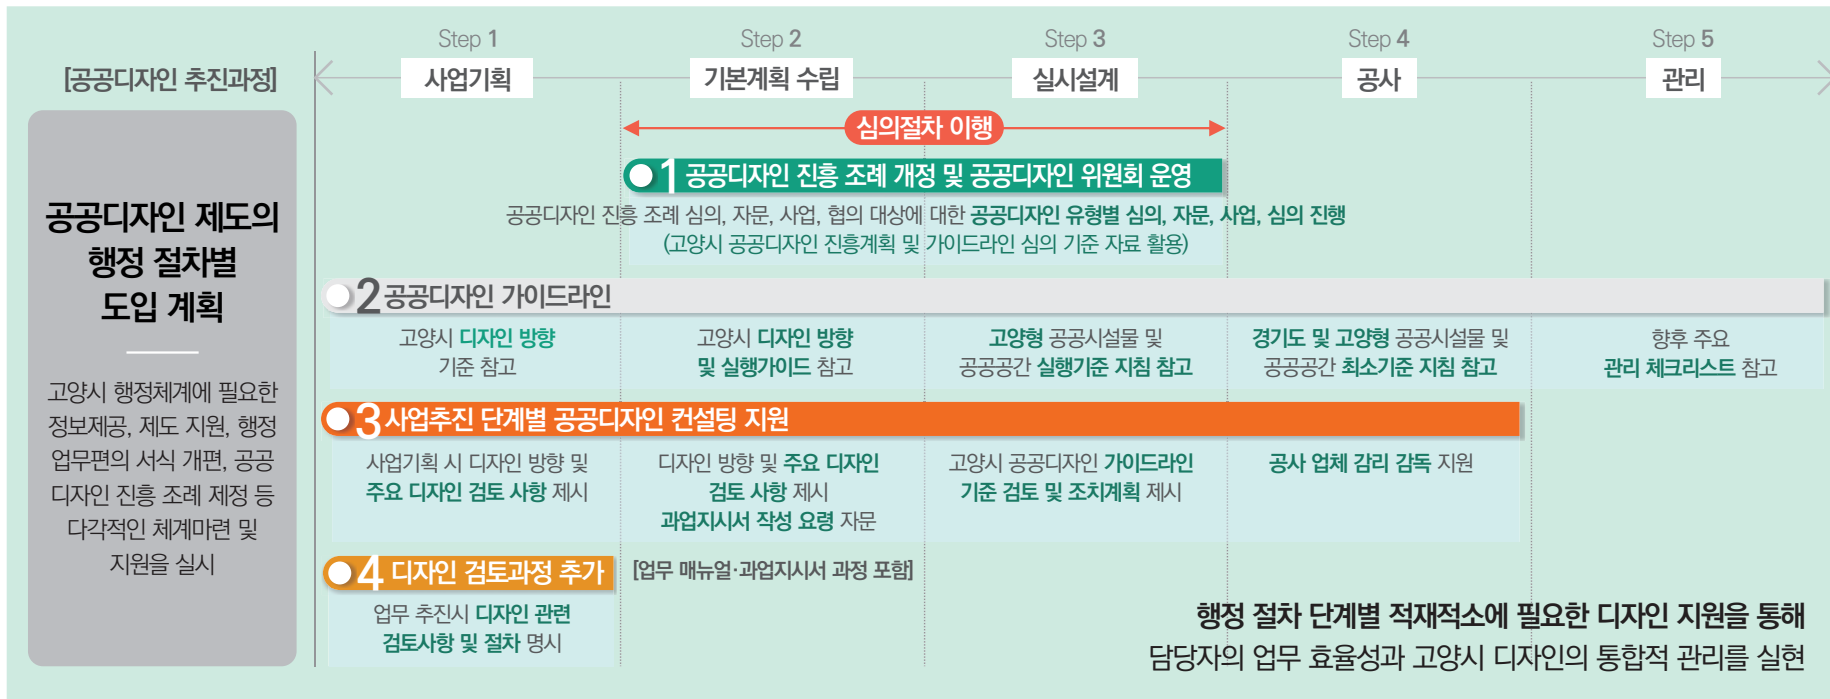 [공공디자인 추진과정]
Step 1
사업기획
Step 2
기본계획 수립
Step 3
실시설계
Step 4
공사
Step 5
관리
공공디자인 제도의
행정 절차별
도입 계획
고양시 행정체계에 필요한
정보제공, 제도 지원, 행정
업무편의 서식 개편, 공공
디자인 진흥 조례 제정 등
다각적인 체계마련 및
지원을 실시
심의절차 이행
1 공공디자인 진흥 조례 개정 및 공공디자인 위원회 운영
공공디자인 진흥 조례 심의, 자문, 사업, 협의 대상에 대한 공공디자인 유형별 심의, 자문, 사업, 심의 진행
(고양시 공공디자인 진흥계획 및 가이드라인 심의 기준 자료 활용)
2 공공디자인 가이드라인
고양시 디자인 방향
기준 참고
고양시 디자인 방향
및 실행가이드 참고
고양형 공공시설물 및
공공공간 실행기준 지침 참고
경기도 및 고양형 공공시설물 및
공공공간 최소기준 지침 참고
향후 주요
관리 체크리스트 참고
3 사업추진 단계별 공공디자인 컨설팅 지원
사업기획 시 디자인 방향 및
주요 디자인 검토 사항 제시
디자인 방향 및 주요 디자인
검토 사항 제시
과업지시서 작성 요령 자문
고양시 공공디자인 가이드라인
기준 검토 및 조치계획 제시
공사 업체 감리 감독 지원
4 디자인 검토과정 추가
[업무 매뉴얼·과업지시서 과정 포함]
업무 추진시 디자인 관련
검토사항 및 절차 명시
행정 절차 단계별 적재적소에 필요한 디자인 지원을 통해
담당자의 업무 효율성과 고양시 디자인의 통합적 관리를 실현